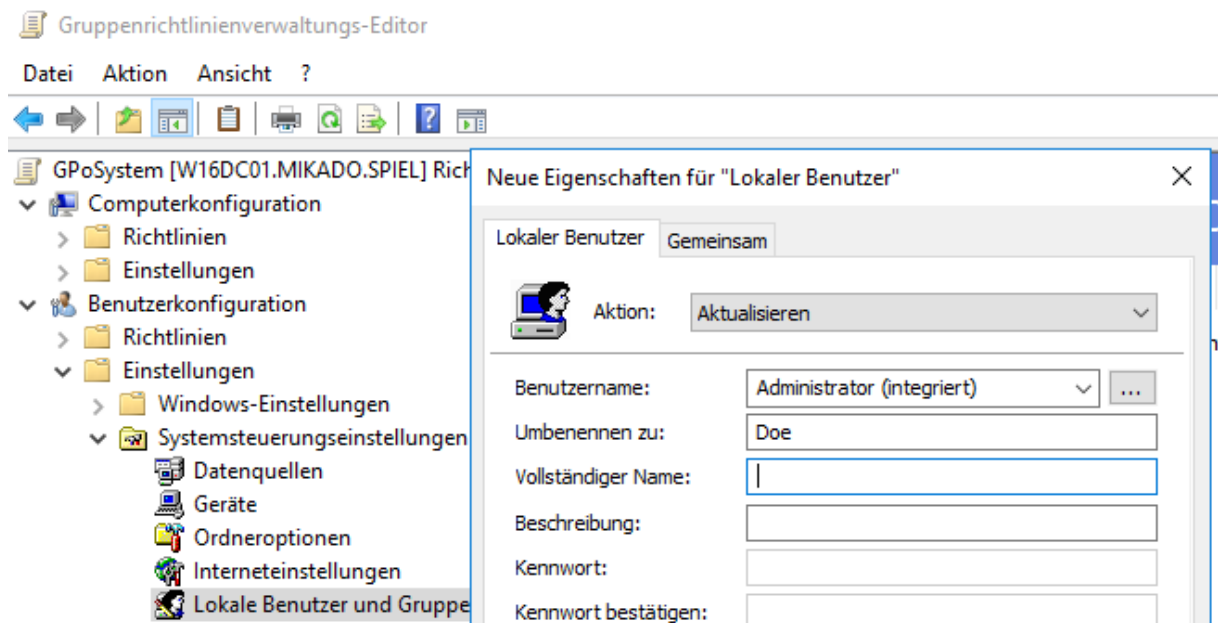 Gruppenrichtlinienverwaltungs-Editor
Datei Aktion Ansicht ?
GPoSystem [W16DC01.MIKADO.SPIEL] Rich
Computerkonfiguration
Richtlinien
Einstellungen
Benutzerkonfiguration
Richtlinien
Einstellungen
Windows-Einstellungen
Systemsteuerungseinstellungen
Datenquellen
Geräte
Ordneroptionen
Interneteinstellungen
Lokale Benutzer und Gruppe
Neue Eigenschaften für "Lokaler Benutzer"
Lokaler Benutzer Gemeinsam
Aktion: Aktualisieren
Benutzername: Administrator (integriert) ...
Umbenennen zu: Doe
Vollständiger Name:
Beschreibung:
Kennwort:
Kennwort bestätigen: